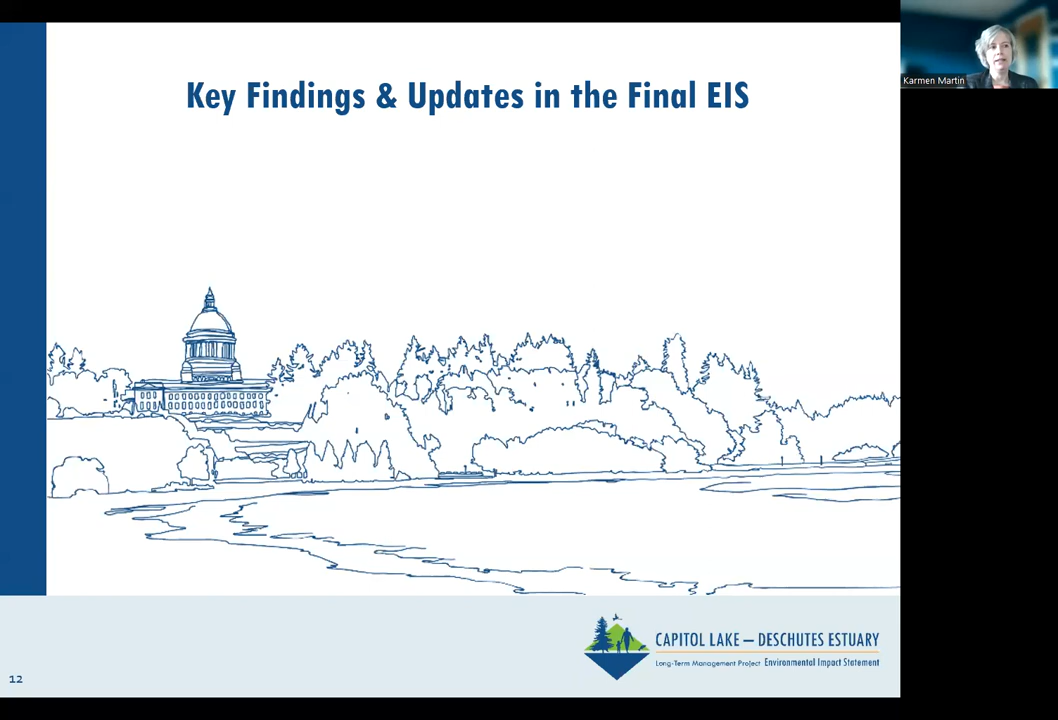 Key Findings & Updates in the Final EIS
Karmen Martin
CAPITOL LAKE — DESCHUTES ESTUARY
Long-Term Management Project Environmental Impact Statement
12